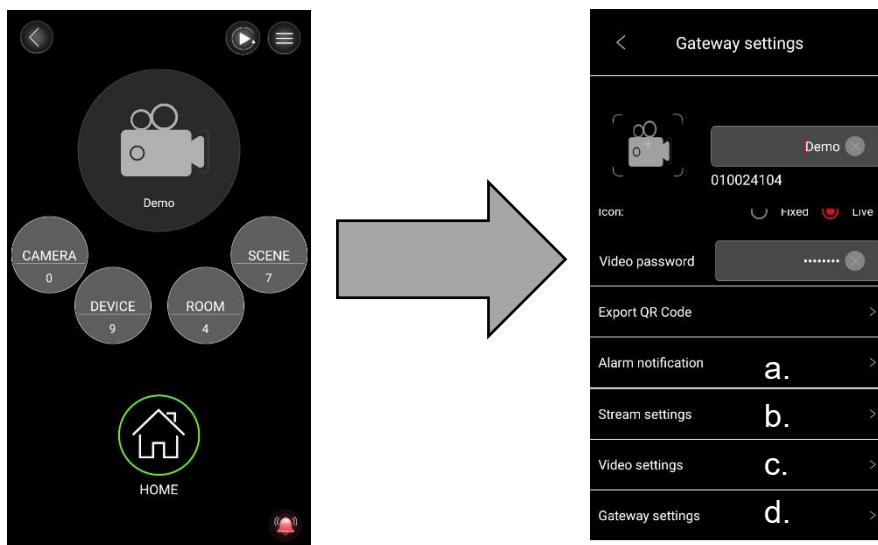 Demo
CAMERA
0
SCENE
7
DEVICE
9
ROOM
4
HOME
Gateway settings
Demo
010024104
Icon: Fixed Live
Video password ········
Export QR Code >
Alarm notification a. >
Stream settings b. >
Video settings c. >
Gateway settings d. >